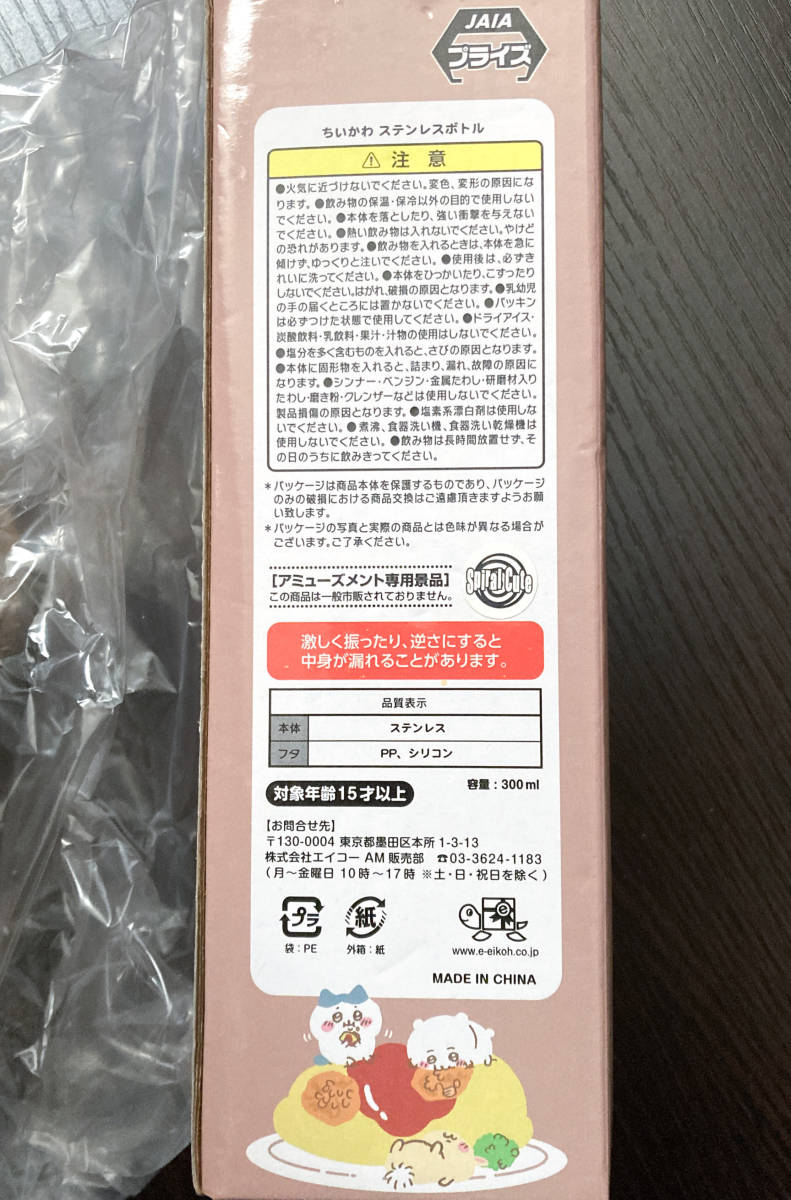 JAIA
プライズ
ちいかわ ステンレスボトル
⚠ 注 意
●火気に近づけないでください。変色、変形の原因にな
ります。●飲み物の保温・保冷以外の目的で使用しない
でください。●本体を落としたり、強い衝撃を与えない
でください。●熱い飲み物は入れないでください。やけど
の恐れがあります。●飲み物を入れるときは、本体を急に
傾けず、ゆっくりと注いでください。●使用後は、必ずき
れいに洗ってください。●本体をひっかいたり、こすったり
しないでください。はがれ、破損の原因となります。●乳幼児
の手の届くところには置かないでください。●パッキン
は必ずつけた状態で使用してください。●ドライアイス・
炭酸飲料・乳飲料・果汁・汁物の使用はしないでください。
●塩分を多く含むものを入れると、さびの原因となります。
●本体に固形物を入れると、詰まり、漏れ、故障の原因に
なります。●シンナー・ベンジン・金属たわし・研磨材入り
たわし・磨き粉・クレンザーなどは使用しないでください。
製品損傷の原因となります。●塩素系漂白剤は使用しな
いでください。●煮沸、食器洗い機、食器洗い乾燥機は
使用しないでください。●飲み物は長時間放置せず、そ
の日のうちに飲みきってください。
*パッケージは商品本体を保護するものであり、パッケージ
のみの破損における商品交換はご遠慮頂きますようお願
い致します。
*パッケージの写真と実際の商品とは色味が異なる場合が
ございます。ご了承ください。
[アミューズメント専用景品]
この商品は一般市販されておりません。
Spiral Cute
激しく振ったり、逆さにすると
中身が漏れることがあります。
品質表示
本体 ステンレス
フタ PP、シリコン
対象年齢15才以上 容量:300ml
【お問合せ先】
〒130-0004 東京都墨田区本所 1-3-13
株式会社エイコー AM 販売部 ☎03-3624-1183
(月~金曜日 10時~17時 ※土・日・祝日を除く)
プラ 紙 e
袋:PE 外箱:紙 www.e-eikoh.co.jp
MADE IN CHINA